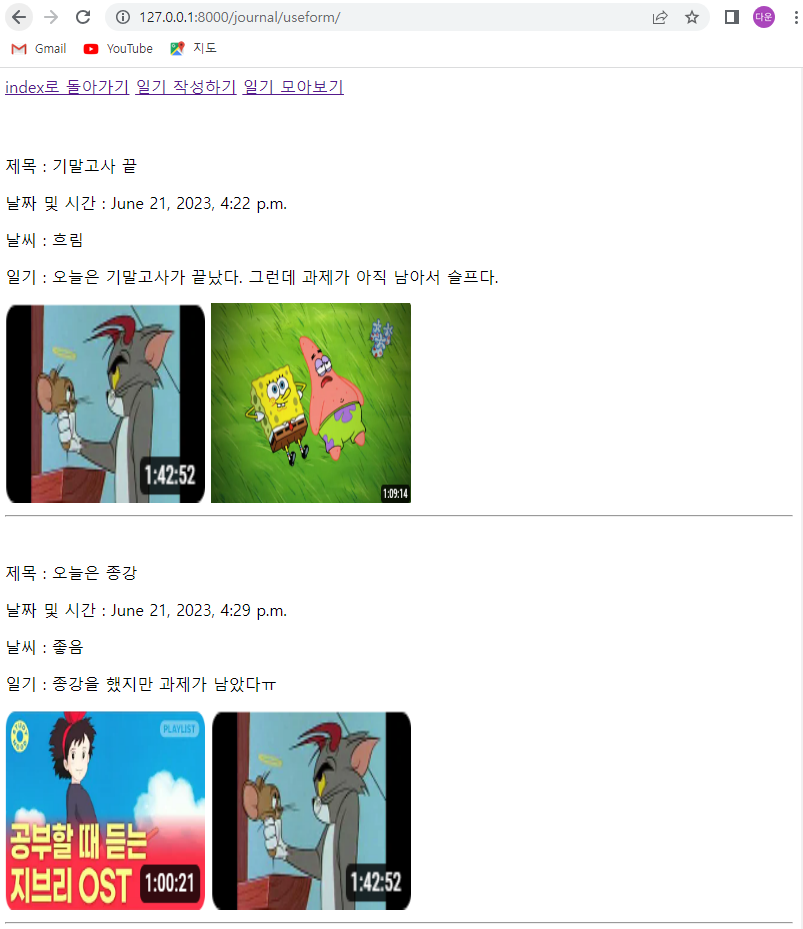 127.0.0.1:8000/journal/useform/
다운
Gmail YouTube 지도
index로 돌아가기 일기 작성하기 일기 모아보기
제목 : 기말고사 끝
날짜 및 시간 : June 21, 2023, 4:22 p.m.
날씨 : 흐림
일기 : 오늘은 기말고사가 끝났다. 그런데 과제가 아직 남아서 슬프다.
1:42:52
1:09:14
제목 : 오늘은 종강
날짜 및 시간 : June 21, 2023, 4:29 p.m.
날씨 : 좋음
일기 : 종강을 했지만 과제가 남았다ㅠ
PLAYLIST
공부할 때 듣는
지브리 OST
1:00:21
1:42:52